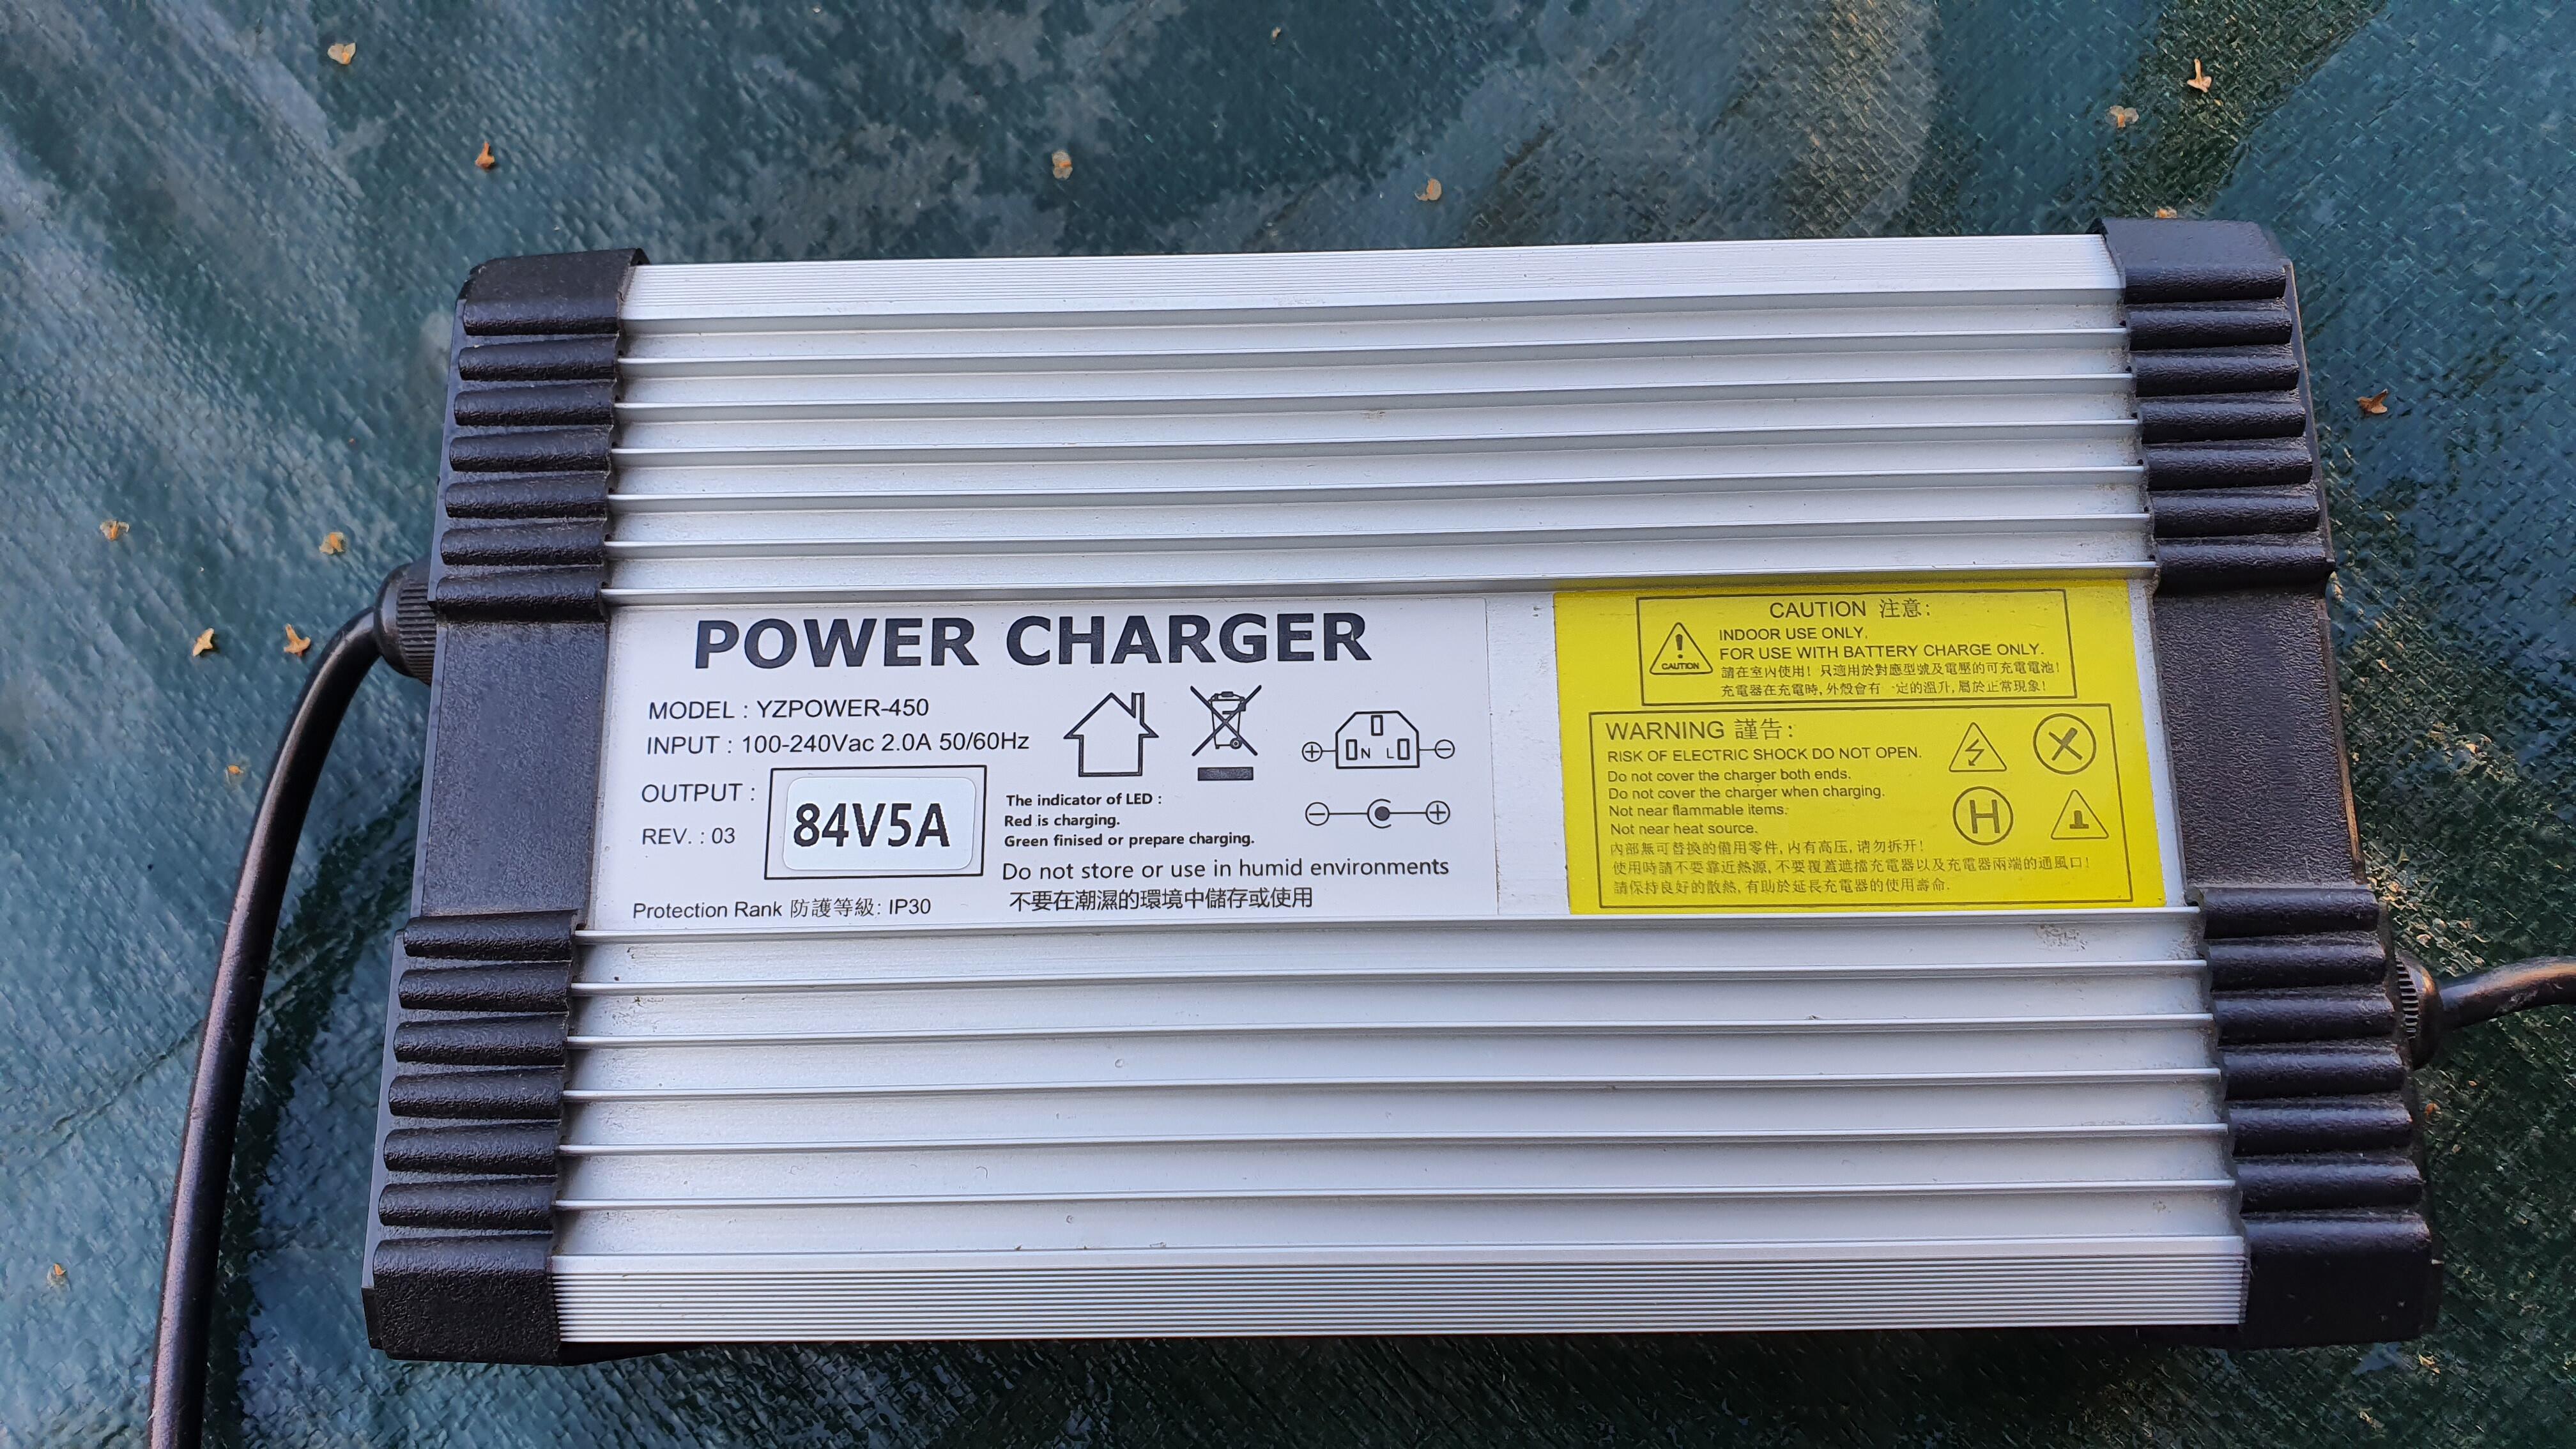 POWER CHARGER
MODEL : YZPOWER-450
INPUT : 100-240Vac 2.0A 50/60Hz
OUTPUT :
84V5A
REV. : 03
Protection Rank 防護等級: IP30
The indicator of LED :
Red is charging.
Green finised or prepare charging.
Do not store or use in humid environments
不要在潮濕的環境中儲存或使用
N L
CAUTION 注意:
CAUTION
INDOOR USE ONLY,
FOR USE WITH BATTERY CHARGE ONLY.
請在室內使用! 只適用於對應型號及電壓的可充電電池!
充電器在充電時, 外殼會有一定的溫升, 屬於正常現象!
WARNING 謹告:
RISK OF ELECTRIC SHOCK DO NOT OPEN.
Do not cover the charger both ends.
Do not cover the charger when charging.
Not near flammable items.
Not near heat source.
H
內部無可替換的備用零件, 内有高压, 请勿拆开!
使用時請不要靠近熱源, 不要覆蓋遮擋充電器以及充電器兩端的通風口!
請保持良好的散熱, 有助於延長充電器的使用壽命.